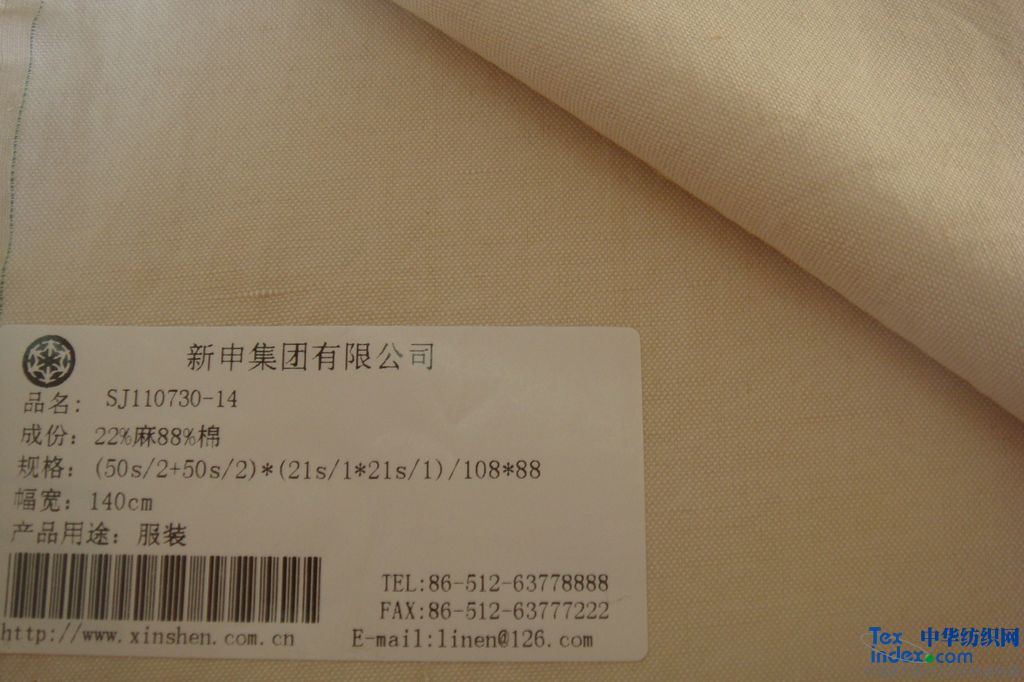 新申集团有限公司
品名: SJ110730-14
成份: 22%麻88%棉
规格: (50s/2+50s/2)*(21s/1*21s/1)/108*88
幅宽: 140cm
产品用途: 服装
TEL:86-512-63778888
FAX:86-512-63777222
http://www.xinshen.com.cn
E-mail:linen@126.com
Tex 中华纺织网
index.com